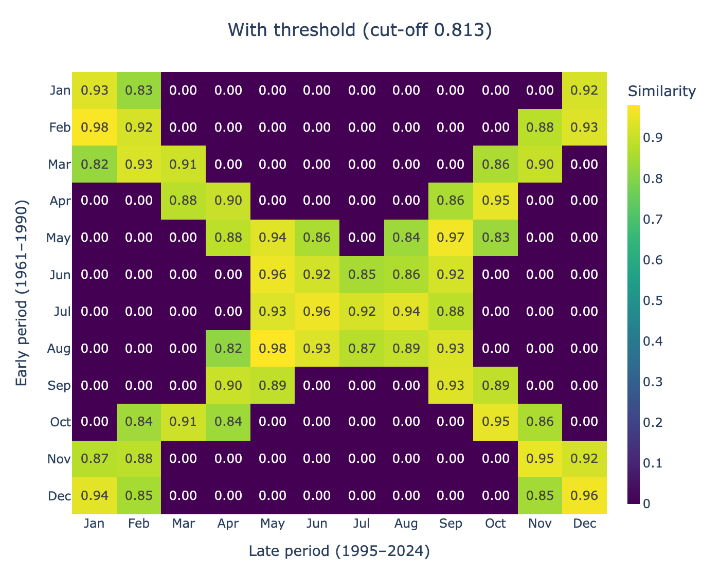 With threshold (cut-off 0.813)
Similarity
Jan 0.93 0.83 0.00 0.00 0.00 0.00 0.00 0.00 0.00 0.00 0.00 0.92
Feb 0.98 0.92 0.00 0.00 0.00 0.00 0.00 0.00 0.00 0.00 0.88 0.93
Mar 0.82 0.93 0.91 0.00 0.00 0.00 0.00 0.00 0.00 0.86 0.90 0.00
Apr 0.00 0.00 0.88 0.90 0.00 0.00 0.00 0.00 0.86 0.95 0.00 0.00
May 0.00 0.00 0.00 0.88 0.94 0.86 0.00 0.84 0.97 0.83 0.00 0.00
Jun 0.00 0.00 0.00 0.00 0.96 0.92 0.85 0.86 0.92 0.00 0.00 0.00
Jul 0.00 0.00 0.00 0.00 0.93 0.96 0.92 0.94 0.88 0.00 0.00 0.00
Aug 0.00 0.00 0.00 0.82 0.98 0.93 0.87 0.89 0.93 0.00 0.00 0.00
Sep 0.00 0.00 0.00 0.90 0.89 0.00 0.00 0.00 0.93 0.89 0.00 0.00
Oct 0.00 0.84 0.91 0.84 0.00 0.00 0.00 0.00 0.00 0.95 0.86 0.00
Nov 0.87 0.88 0.00 0.00 0.00 0.00 0.00 0.00 0.00 0.00 0.95 0.92
Dec 0.94 0.85 0.00 0.00 0.00 0.00 0.00 0.00 0.00 0.00 0.85 0.96
Jan Feb Mar Apr May Jun Jul Aug Sep Oct Nov Dec
Late period (1995–2024)
Early period (1961–1990)
0.9
0.8
0.7
0.6
0.5
0.4
0.3
0.2
0.1
0